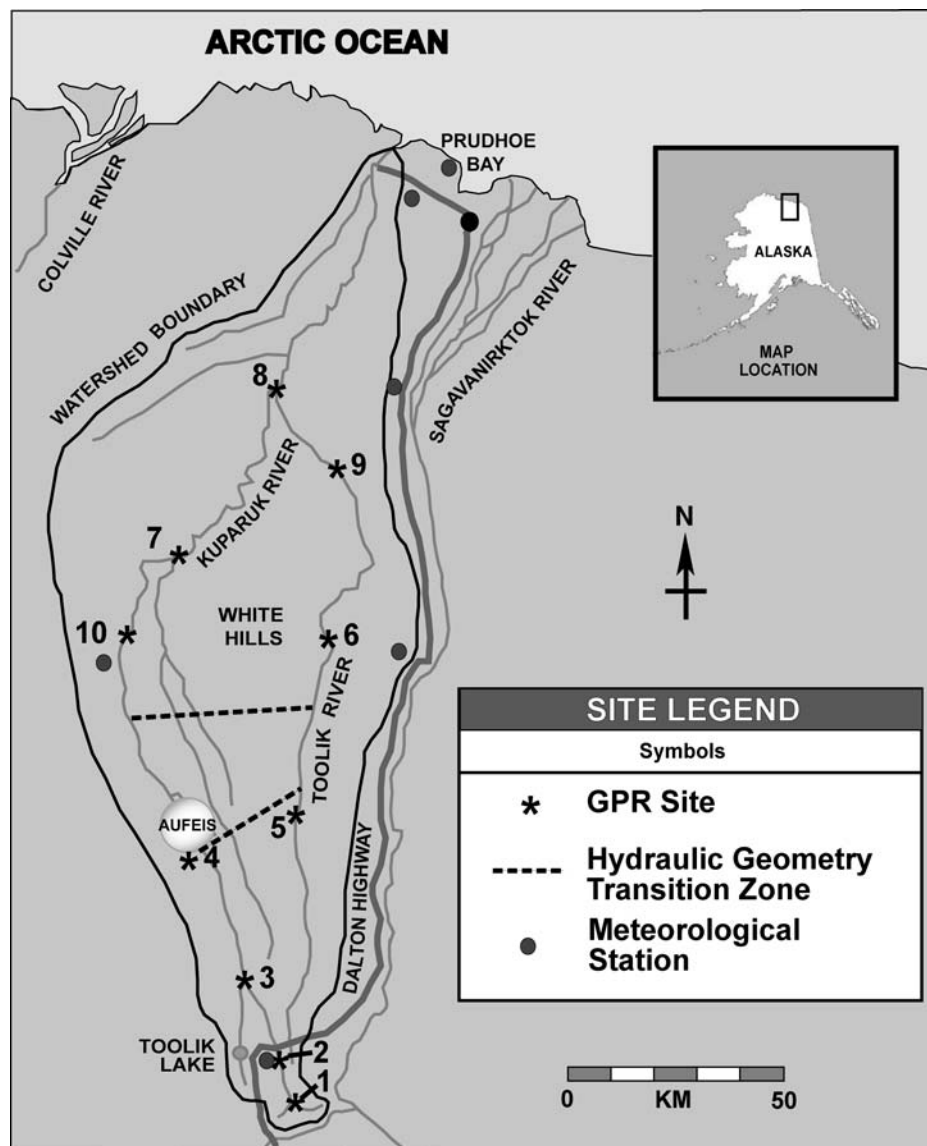 ARCTIC OCEAN
PRUDHOE
BAY
COLVILLE RIVER
WATERSHED BOUNDARY
SAGAVANIRKTOK RIVER
ALASKA
MAP
LOCATION
8
9
KUPARUK RIVER
7
N
WHITE
HILLS
10
6
TOOLIK RIVER
AUFEIS
5
4
DALTON HIGHWAY
3
TOOLIK
LAKE
2
1
SITE LEGEND
Symbols
GPR Site
Hydraulic Geometry
Transition Zone
Meteorological
Station
0 KM 50